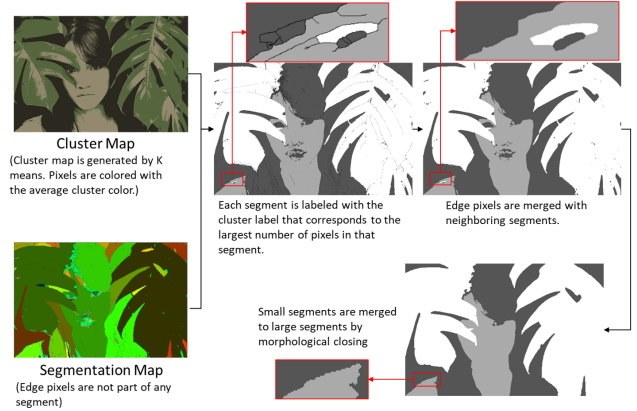 Cluster Map
(Cluster map is generated by K
means. Pixels are colored with
the average cluster color.)
Each segment is labeled with the
cluster label that corresponds to the
largest number of pixels in that
segment.
Edge pixels are merged with
neighboring segments.
Small segments are merged
to large segments by
morphological closing
Segmentation Map
(Edge pixels are not part of any
segment)